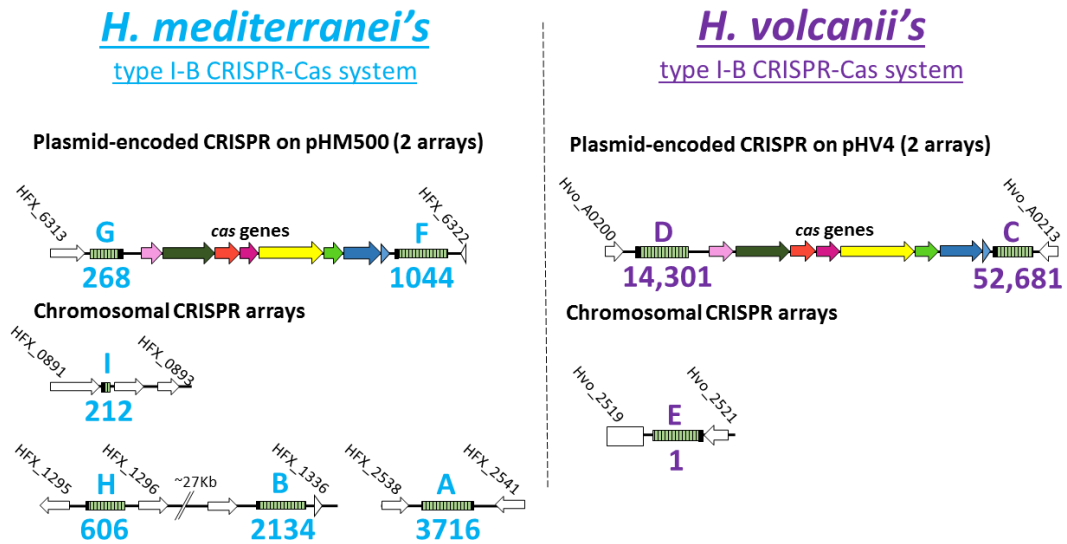 H. mediterranei's
type I-B CRISPR-Cas system
Plasmid-encoded CRISPR on pHM500 (2 arrays)
HFX_6313
G
cas genes
F
HFX_6322
268
1044
Chromosomal CRISPR arrays
HFX_0891
I
HFX_0893
212
HFX_1295
H
HFX_1296
~27Kb
B
HFX_1336
HFX_2538
A
HFX_2541
606
2134
3716
H. volcanii's
type I-B CRISPR-Cas system
Plasmid-encoded CRISPR on pHV4 (2 arrays)
Hvo_A0200
D
cas genes
C
Hvo_A0213
14,301
52,681
Chromosomal CRISPR arrays
Hvo_2519
E
Hvo_2521
1